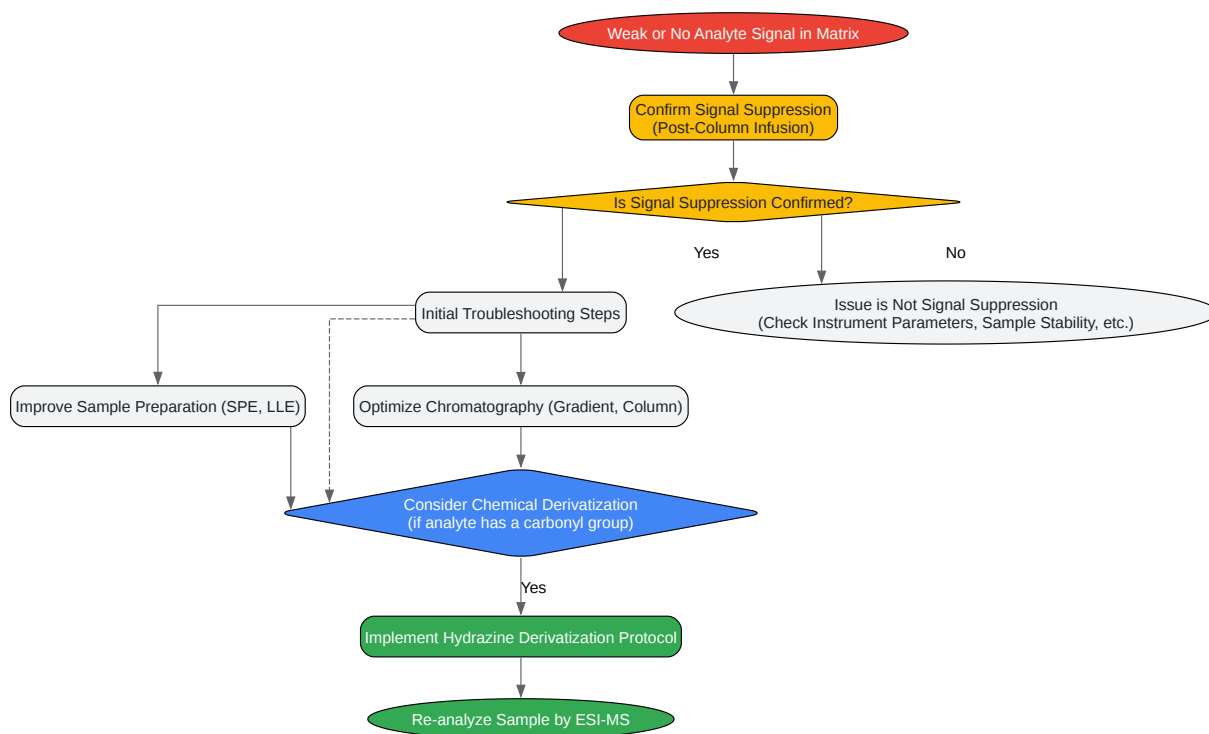 Weak or No Analyte Signal in Matrix
Confirm Signal Suppression
(Post-Column Infusion)
Is Signal Suppression Confirmed?
Yes
No
Initial Troubleshooting Steps
Issue is Not Signal Suppression
(Check Instrument Parameters, Sample Stability, etc.)
Improve Sample Preparation (SPE, LLE)
Optimize Chromatography (Gradient, Column)
Consider Chemical Derivatization
(if analyte has a carbonyl group)
Yes
Implement Hydrazine Derivatization Protocol
Re-analyze Sample by ESI-MS